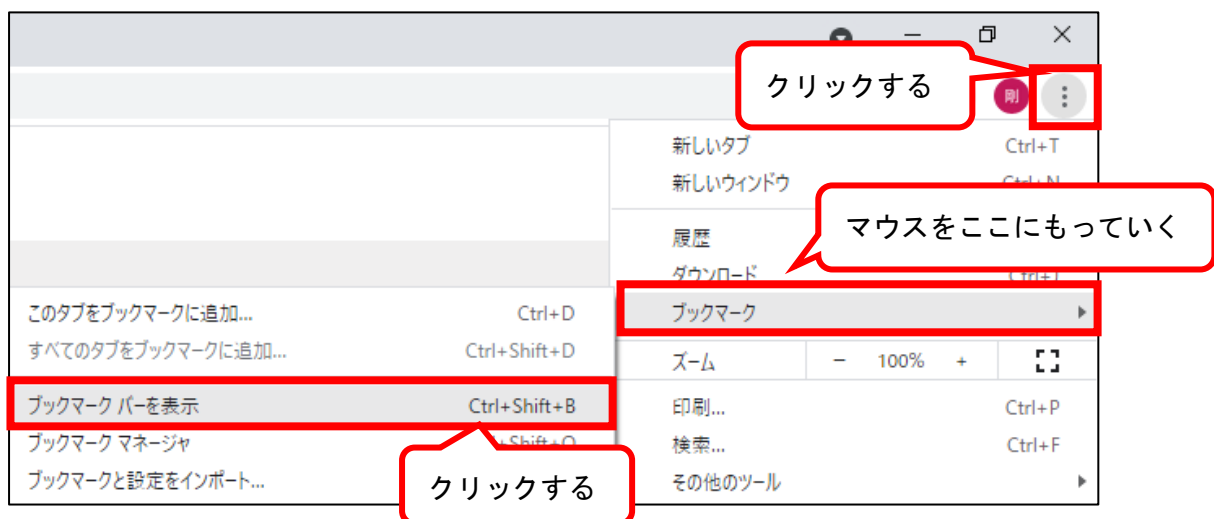 クリックする
剛
新しいタブ Ctrl+T
新しいウィンドウ Ctrl+N
マウスをここにもっていく
履歴
ダウンロード
ブックマーク
このタブをブックマークに追加... Ctrl+D
すべてのタブをブックマークに追加... Ctrl+Shift+D
ズーム − 100% +
ブックマーク バーを表示 Ctrl+Shift+B
印刷... Ctrl+P
ブックマーク マネージャ
検索... Ctrl+F
ブックマークと設定をインポート...
クリックする
その他のツール